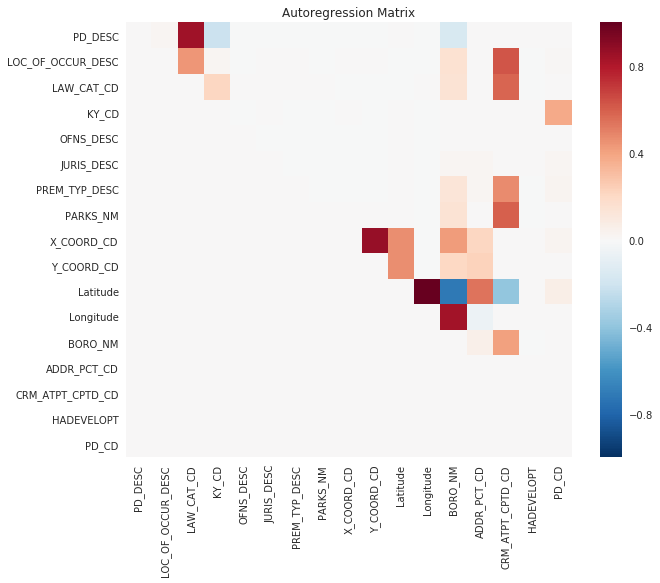 Autoregression Matrix
PD_DESC
LOC_OF_OCCUR_DESC
LAW_CAT_CD
KY_CD
OFNS_DESC
JURIS_DESC
PREM_TYP_DESC
PARKS_NM
X_COORD_CD
Y_COORD_CD
Latitude
Longitude
BORO_NM
ADDR_PCT_CD
CRM_ATPT_CPTD_CD
HADEVELOPT
PD_CD
PD_DESC
LOC_OF_OCCUR_DESC
LAW_CAT_CD
KY_CD
OFNS_DESC
JURIS_DESC
PREM_TYP_DESC
PARKS_NM
X_COORD_CD
Y_COORD_CD
Latitude
Longitude
BORO_NM
ADDR_PCT_CD
CRM_ATPT_CPTD_CD
HADEVELOPT
PD_CD
0.8
0.4
0.0
−0.4
−0.8